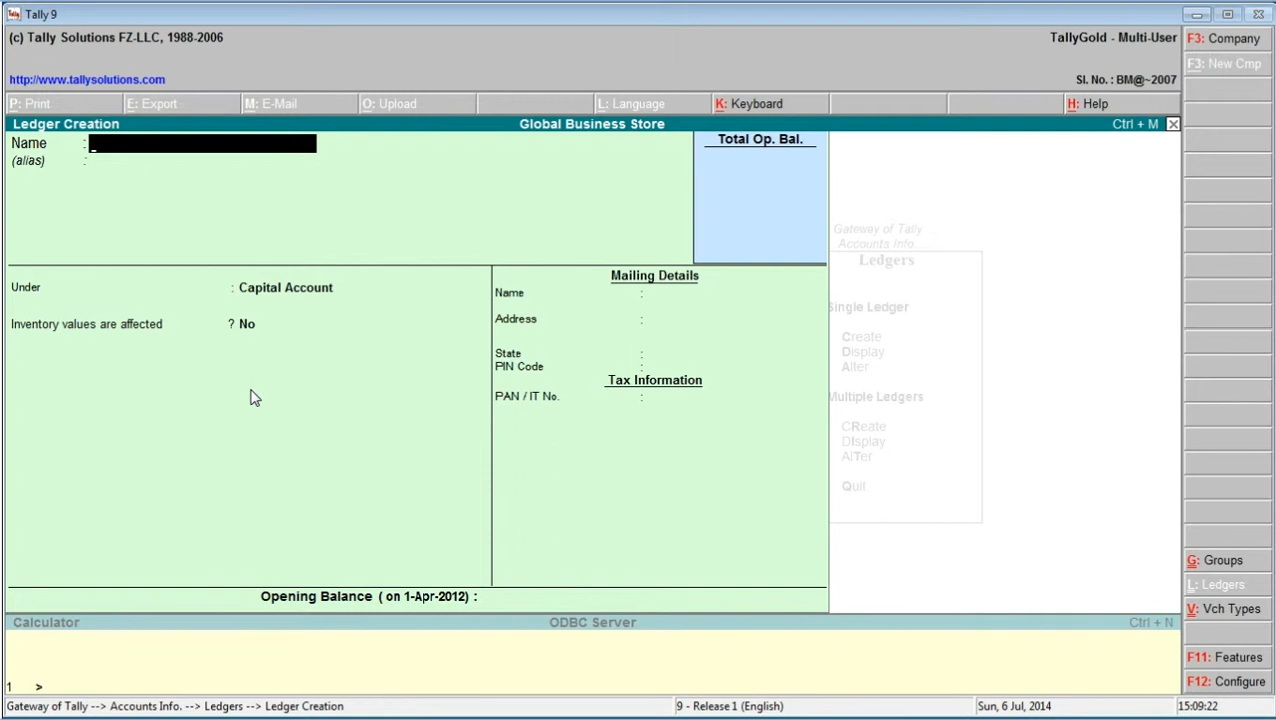 Tally 9
(c) Tally Solutions FZ-LLC, 1988-2006
TallyGold - Multi-User
http://www.tallysolutions.com
Sl. No. : BM@~2007
P: Print E: Export M: E-Mail O: Upload L: Language K: Keyboard H: Help
Ledger Creation Global Business Store Ctrl + M
Name :
(alias) :
Total Op. Bal.
Under : Capital Account
Inventory values are affected ? No
Mailing Details
Name :
Address :
State :
PIN Code :
Tax Information
PAN / IT No. :
Opening Balance ( on 1-Apr-2012) :
Gateway of Tally ...
Accounts Info. ...
Ledgers
Single Ledger
Create
Display
Alter
Multiple Ledgers
CReate
DIsplay
AlTer
Quit
F3: Company
F3: New Cmp
G: Groups
L: Ledgers
V: Vch Types
F11: Features
F12: Configure
Calculator ODBC Server Ctrl + N
1 >
Gateway of Tally --> Accounts Info. --> Ledgers --> Ledger Creation
9 - Release 1 (English)
Sun, 6 Jul, 2014
15:09:22